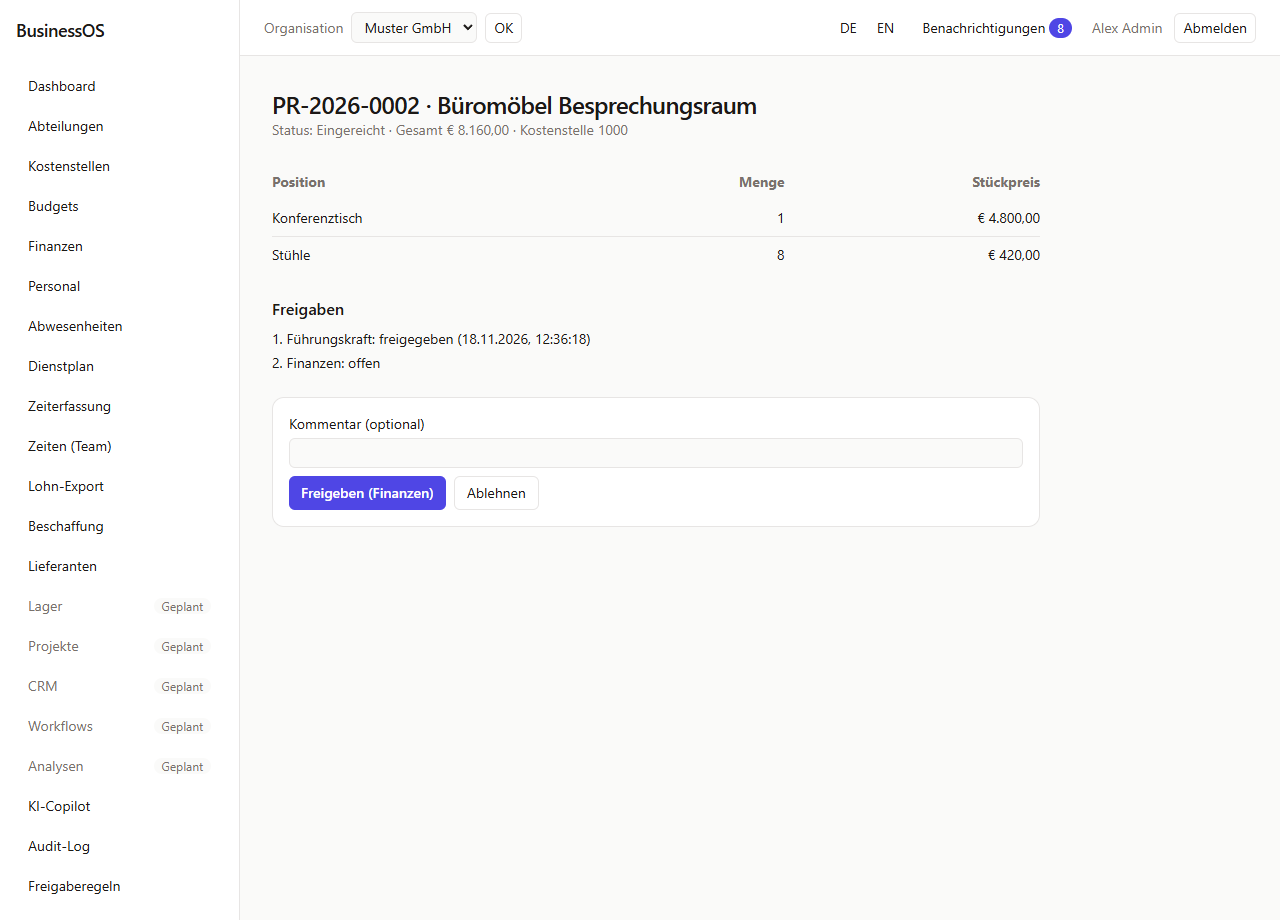 BusinessOS
Organisation Muster GmbH OK DE EN Benachrichtigungen 8 Alex Admin Abmelden
Dashboard
Abteilungen
Kostenstellen
Budgets
Finanzen
Personal
Abwesenheiten
Dienstplan
Zeiterfassung
Zeiten (Team)
Lohn-Export
Beschaffung
Lieferanten
Lager Geplant
Projekte Geplant
CRM Geplant
Workflows Geplant
Analysen Geplant
KI-Copilot
Audit-Log
Freigaberegeln
PR-2026-0002 · Büromöbel Besprechungsraum
Status: Eingereicht · Gesamt € 8.160,00 · Kostenstelle 1000
Position Menge Stückpreis
Konferenztisch 1 € 4.800,00
Stühle 8 € 420,00
Freigaben
1. Führungskraft: freigegeben (18.11.2026, 12:36:18)
2. Finanzen: offen
Kommentar (optional)
Freigeben (Finanzen) Ablehnen